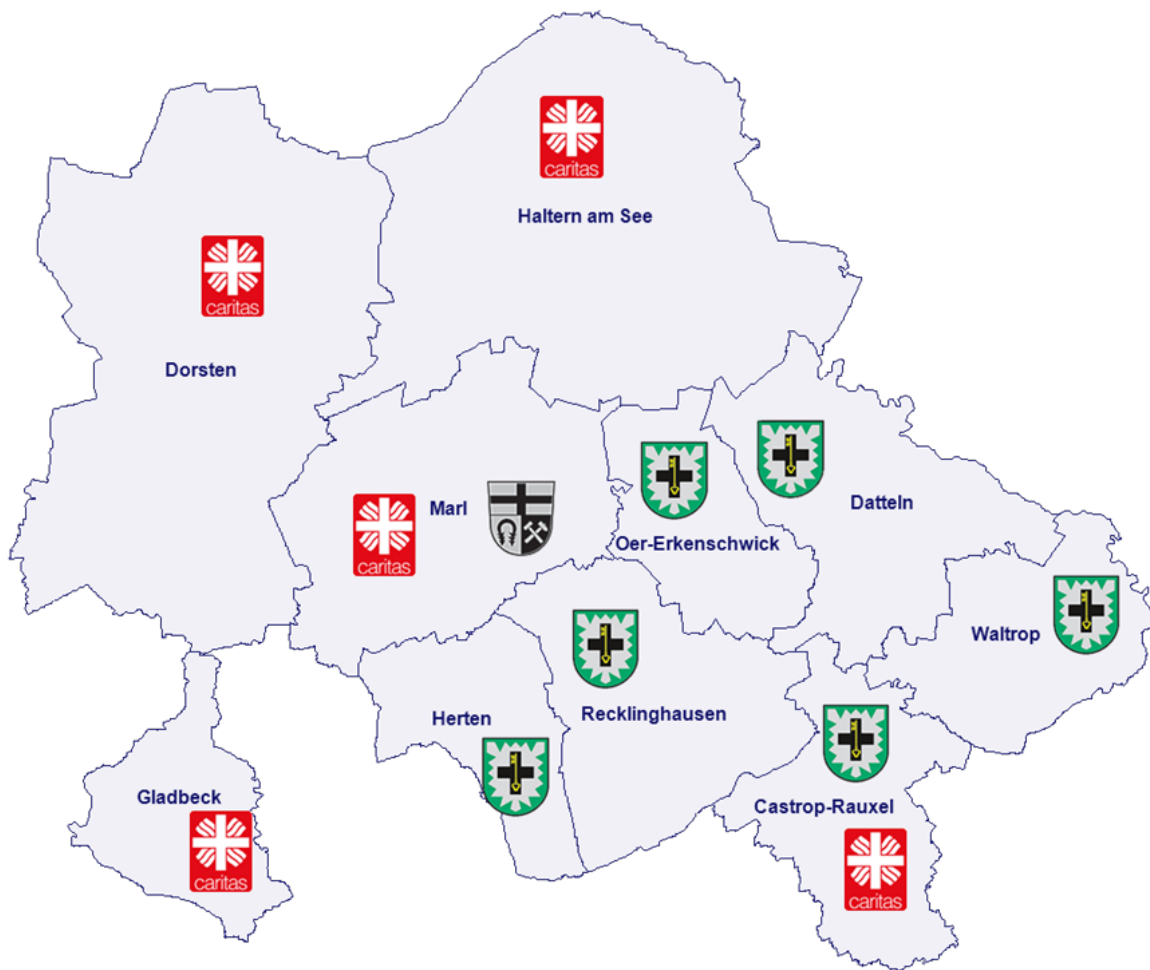 caritas
Haltern am See
caritas
Dorsten
Marl
caritas
Oer-Erkenschwick
Datteln
Waltrop
Herten
Recklinghausen
Gladbeck
caritas
Castrop-Rauxel
caritas